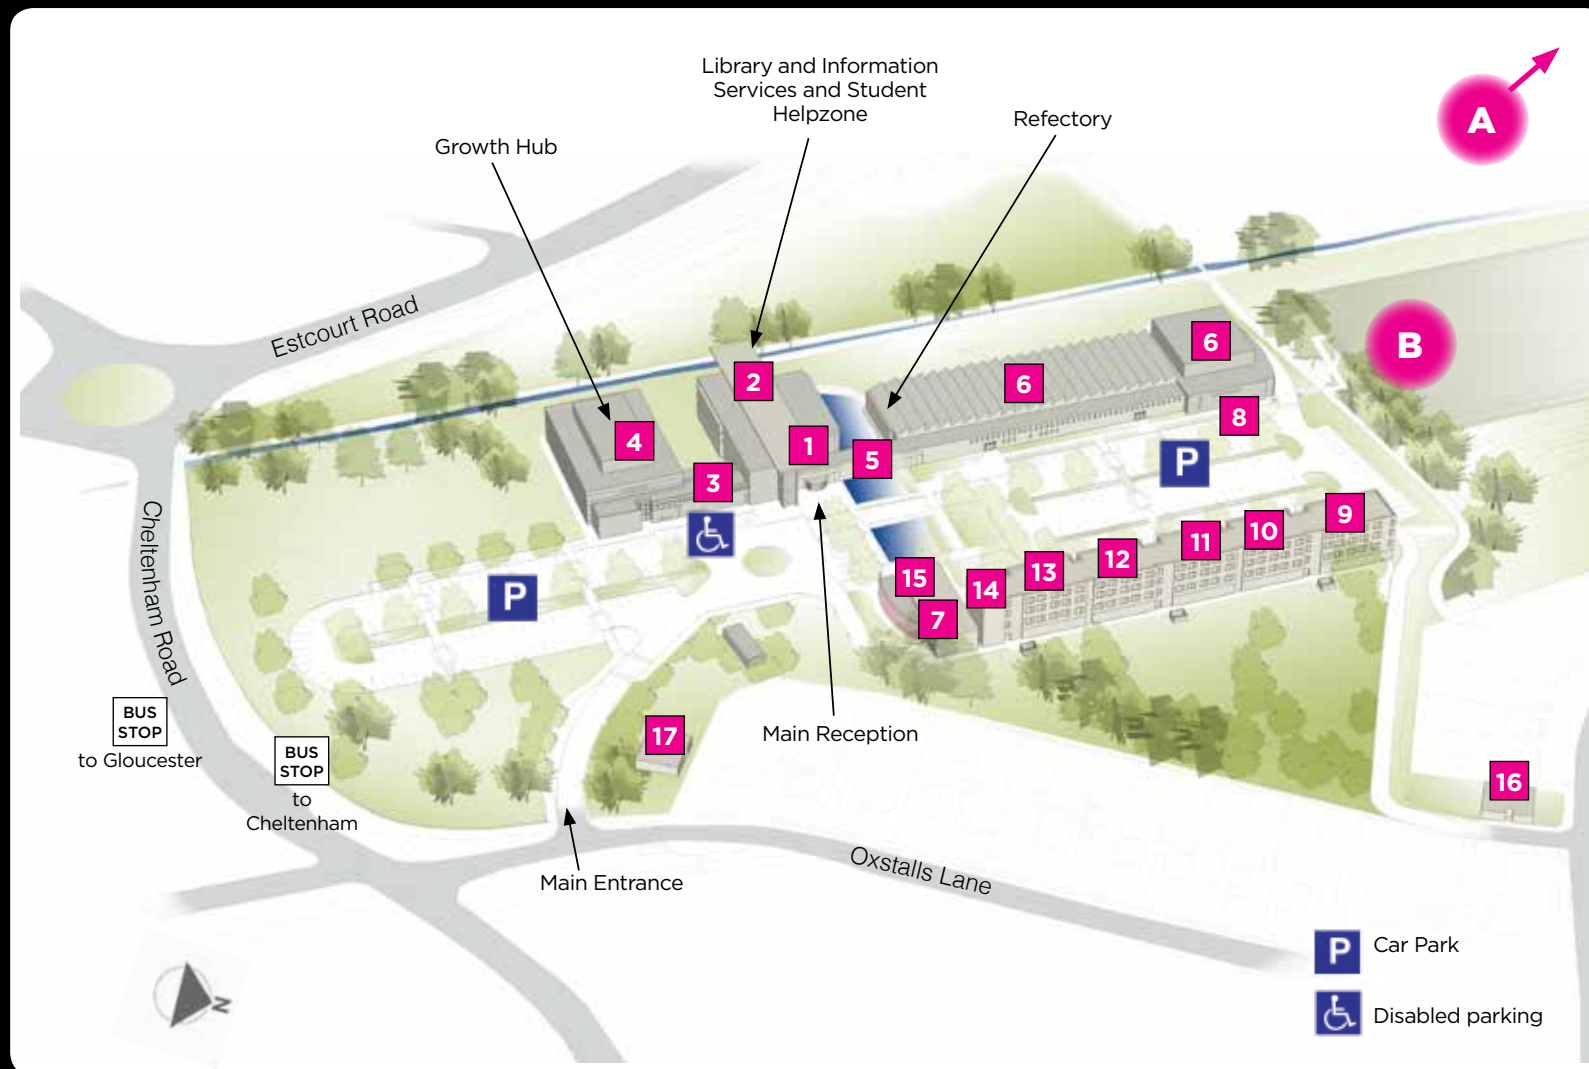 Library and Information
Services and Student
Helpzone
Refectory
Growth Hub
A
Estcourt Road
B
6
6
2
8
4
1
5
P
3
9
10
11
12
13
14
15
7
P
Cheltenham Road
BUS
STOP
to Gloucester
BUS
STOP
to
Cheltenham
17
Main Reception
16
Main Entrance
Oxstalls Lane
P
Car Park
Disabled parking
N